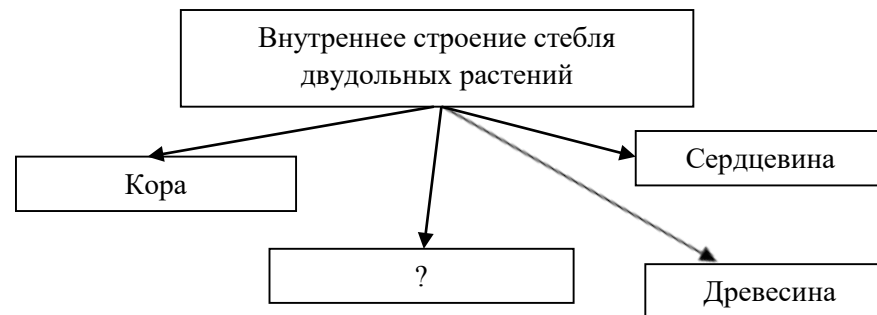 Внутреннее строение стебля
двудольных растений
Кора
Сердцевина
?
Древесина